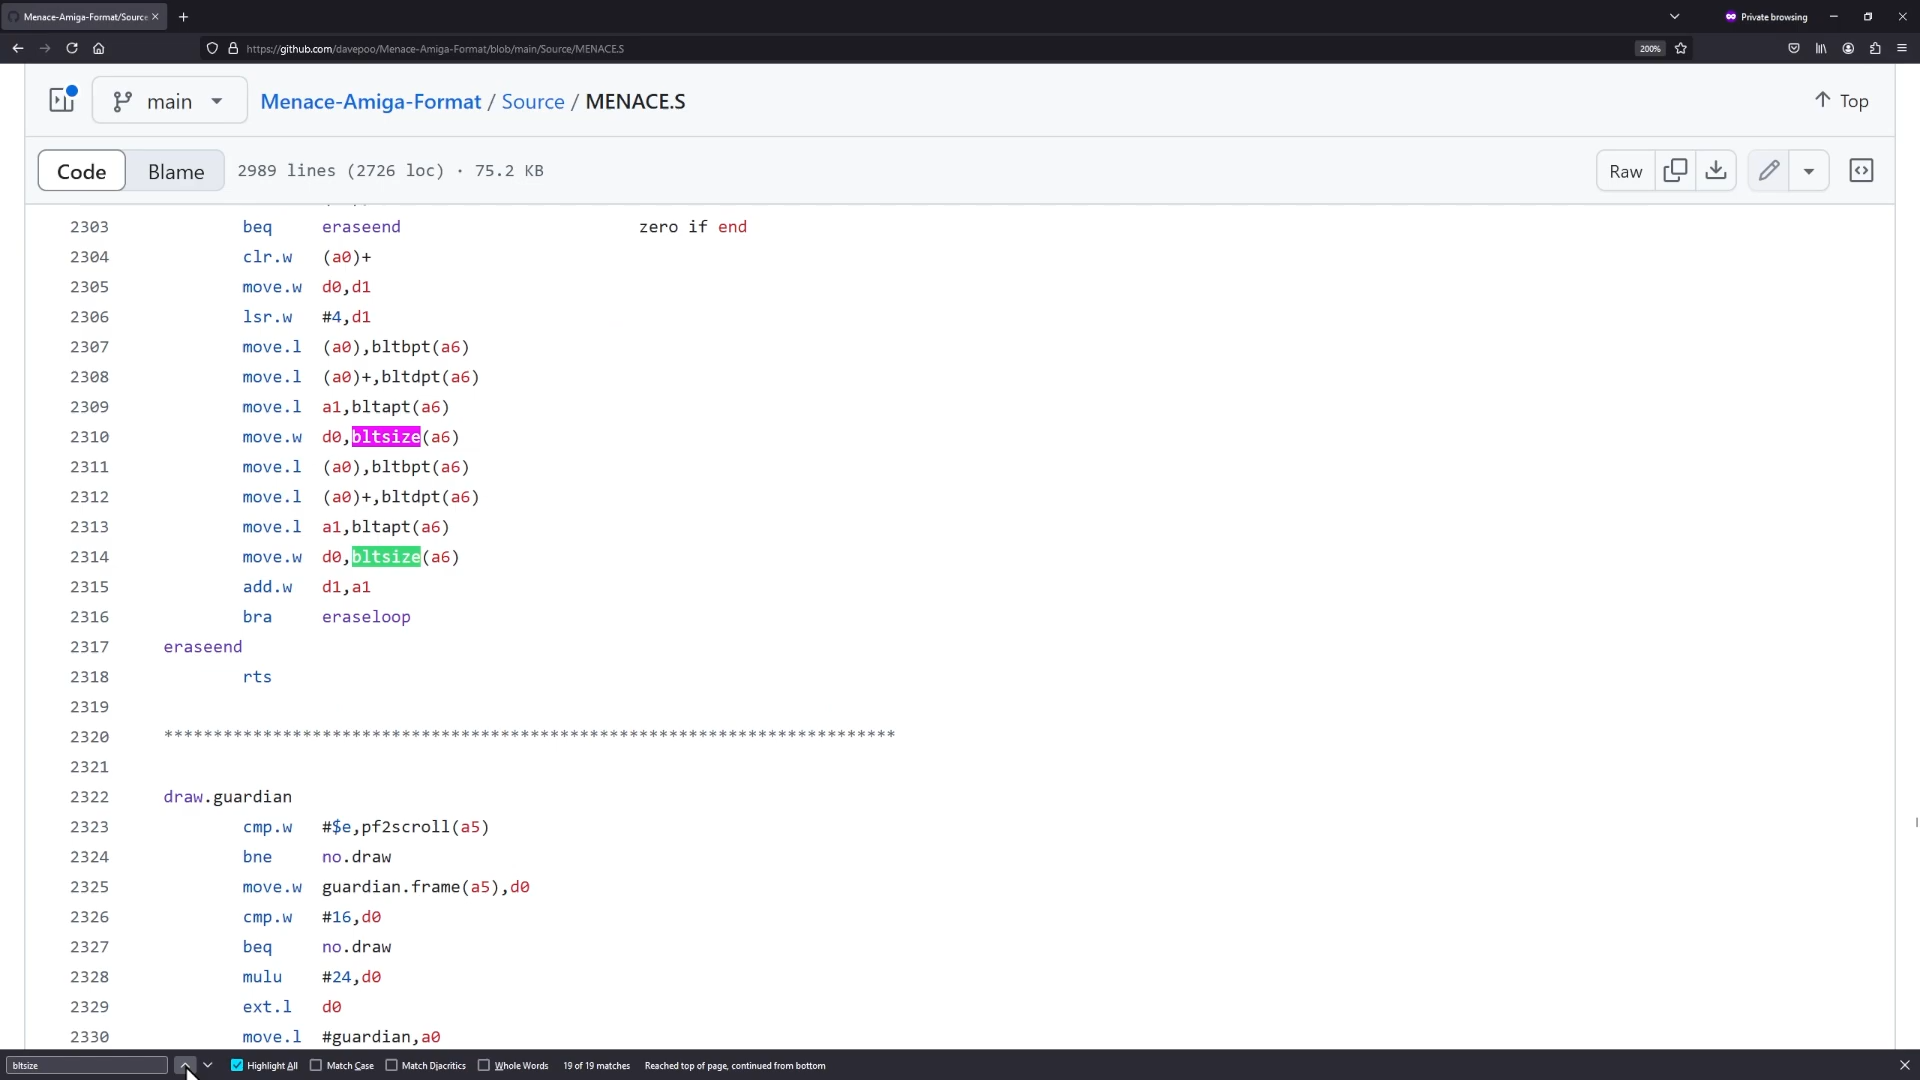 Menace-Amiga-Format/Source
Private browsing
https://github.com/davepoo/Menace-Amiga-Format/blob/main/Source/MENACE.S
200%
main
Menace-Amiga-Format / Source / MENACE.S
Top
Code
Blame
2989 lines (2726 loc) · 75.2 KB
Raw
2303 beq eraseend zero if end
2304 clr.w (a0)+
2305 move.w d0,d1
2306 lsr.w #4,d1
2307 move.l (a0),bltbpt(a6)
2308 move.l (a0)+,bltdpt(a6)
2309 move.l a1,bltapt(a6)
2310 move.w d0,bltsize(a6)
2311 move.l (a0),bltbpt(a6)
2312 move.l (a0)+,bltdpt(a6)
2313 move.l a1,bltapt(a6)
2314 move.w d0,bltsize(a6)
2315 add.w d1,a1
2316 bra eraseloop
2317 eraseend
2318 rts
2319
2320 **************************************************************************
2321
2322 draw.guardian
2323 cmp.w #$e,pf2scroll(a5)
2324 bne no.draw
2325 move.w guardian.frame(a5),d0
2326 cmp.w #16,d0
2327 beq no.draw
2328 mulu #24,d0
2329 ext.l d0
2330 move.l #guardian,a0
bltsize
Highlight All
Match Case
Match Diacritics
Whole Words
19 of 19 matches
Reached top of page, continued from bottom